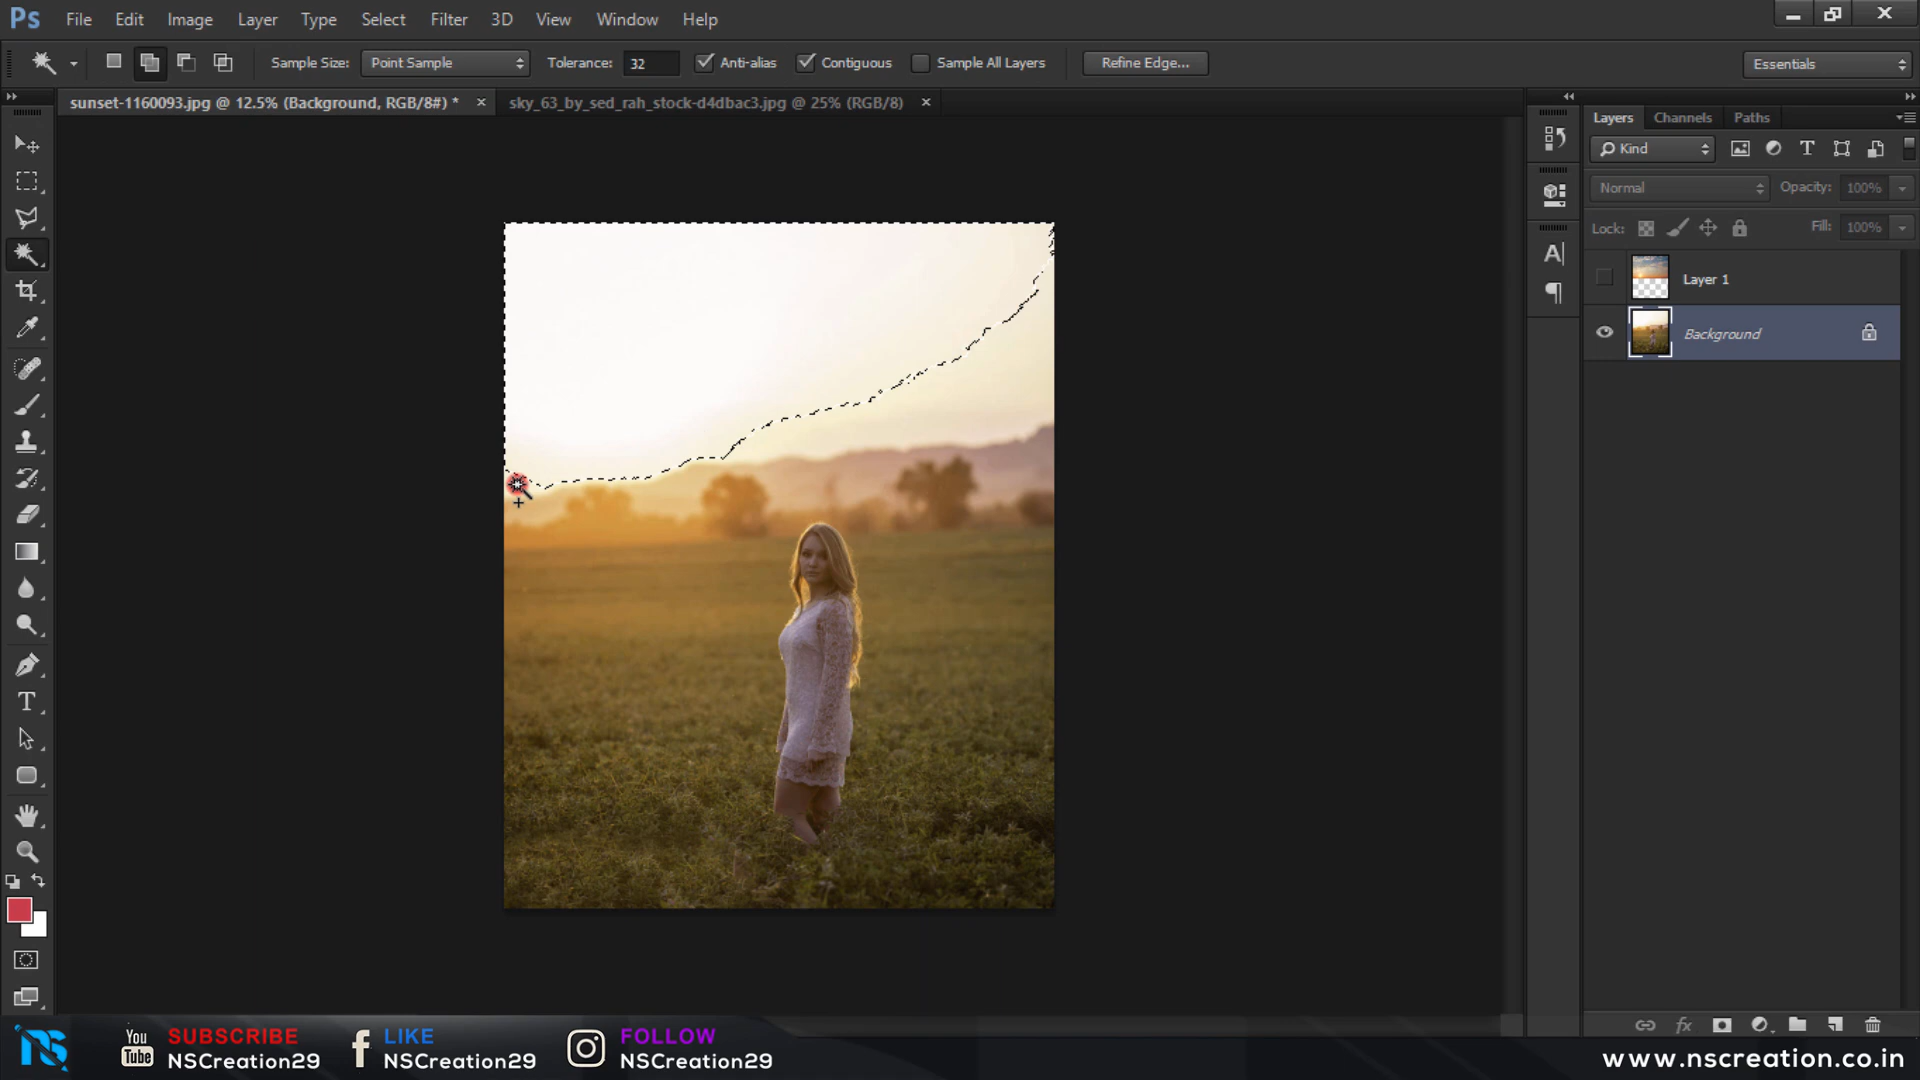 Ps File Edit Image Layer Type Select Filter 3D View Window Help
Sample Size: Point Sample Tolerance: 32 Anti-alias Contiguous Sample All Layers Refine Edge... Essentials
sunset-1160093.jpg @ 12.5% (Background, RGB/8#) * × sky_63_by_sed_rah_stock-d4dbac3.jpg @ 25% (RGB/8) ×
Layers Channels Paths
Kind
Normal Opacity: 100%
Lock: Fill: 100%
Layer 1
Background
You Tube SUBSCRIBE NSCreation29
LIKE NSCreation29
FOLLOW NSCreation29
www.nscreation.co.in